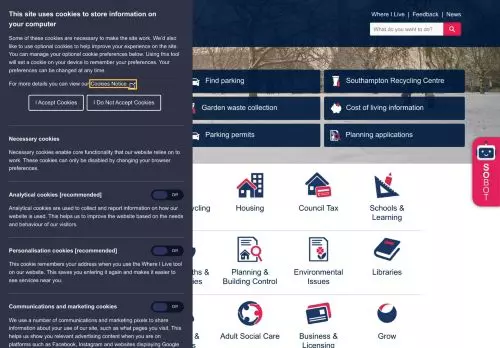 This site uses cookies to store information on
your computer
Some of these cookies are necessary to make the site work. We'd also
like to use optional cookies to help improve your experience on the site.
You can manage your optional cookie preferences below. Using this tool
will set a cookie on your device to remember your preferences. Your
preferences can be changed at any time.
For more details you can view our Cookies Notice
I Accept Cookies
I Do Not Accept Cookies
Necessary cookies
Necessary cookies enable core functionality that our website relies on to
work. These cookies can only be disabled by changing your browser
preferences.
Analytical cookies [recommended]
Off
Analytical cookies are used to collect and report information on how our
website is used. This helps us to improve the website based on the needs
and behaviour of our visitors.
Personalisation cookies [recommended]
Off
This cookie remembers your address when you use the Where I Live tool
on our website. This saves you entering it again and makes it easier to
see services near you.
Communications and marketing cookies
Off
We use a number of communications and marketing pixels to share
information about your use of our site, such as what pages you visit. This
helps us show you relevant advertising content when you are on
platforms such as Facebook, Instagram and websites displaying Google
Where I Live | Feedback | News
What do you want to do?
Find parking
Southampton Recycling Centre
Garden waste collection
Cost of living information
Parking permits
Planning applications
Housing
Council Tax
Schools &
Learning
Planning &
Building Control
Environmental
Issues
Libraries
Adult Social Care
Business &
Licensing
Grow
SOBOT